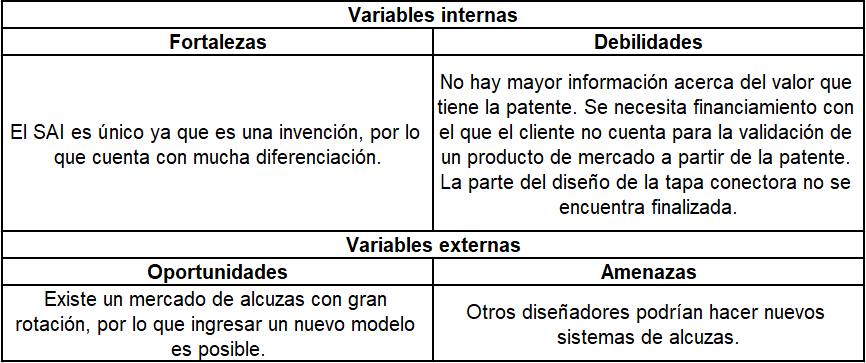 Variables internas
Fortalezas
Debilidades
El SAI es único ya que es una invención, por lo
que cuenta con mucha diferenciación.
No hay mayor información acerca del valor que
tiene la patente. Se necesita financiamiento con
el que el cliente no cuenta para la validación de
un producto de mercado a partir de la patente.
La parte del diseño de la tapa conectora no se
encuentra finalizada.
Variables externas
Oportunidades
Amenazas
Existe un mercado de alcuzas con gran
rotación, por lo que ingresar un nuevo modelo
es posible.
Otros diseñadores podrían hacer nuevos
sistemas de alcuzas.